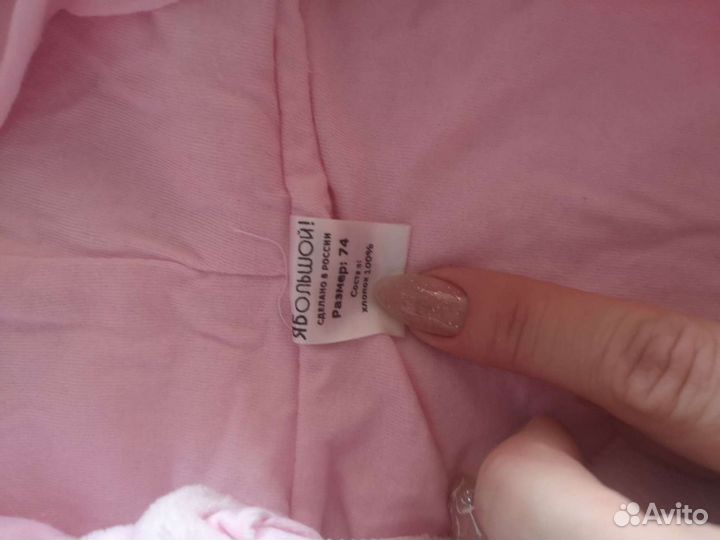 ЯБОЛЬШОЙ!
СДЕЛАНО В РОССИИ
Размер: 74
Состав:
хлопок 100%
Avito